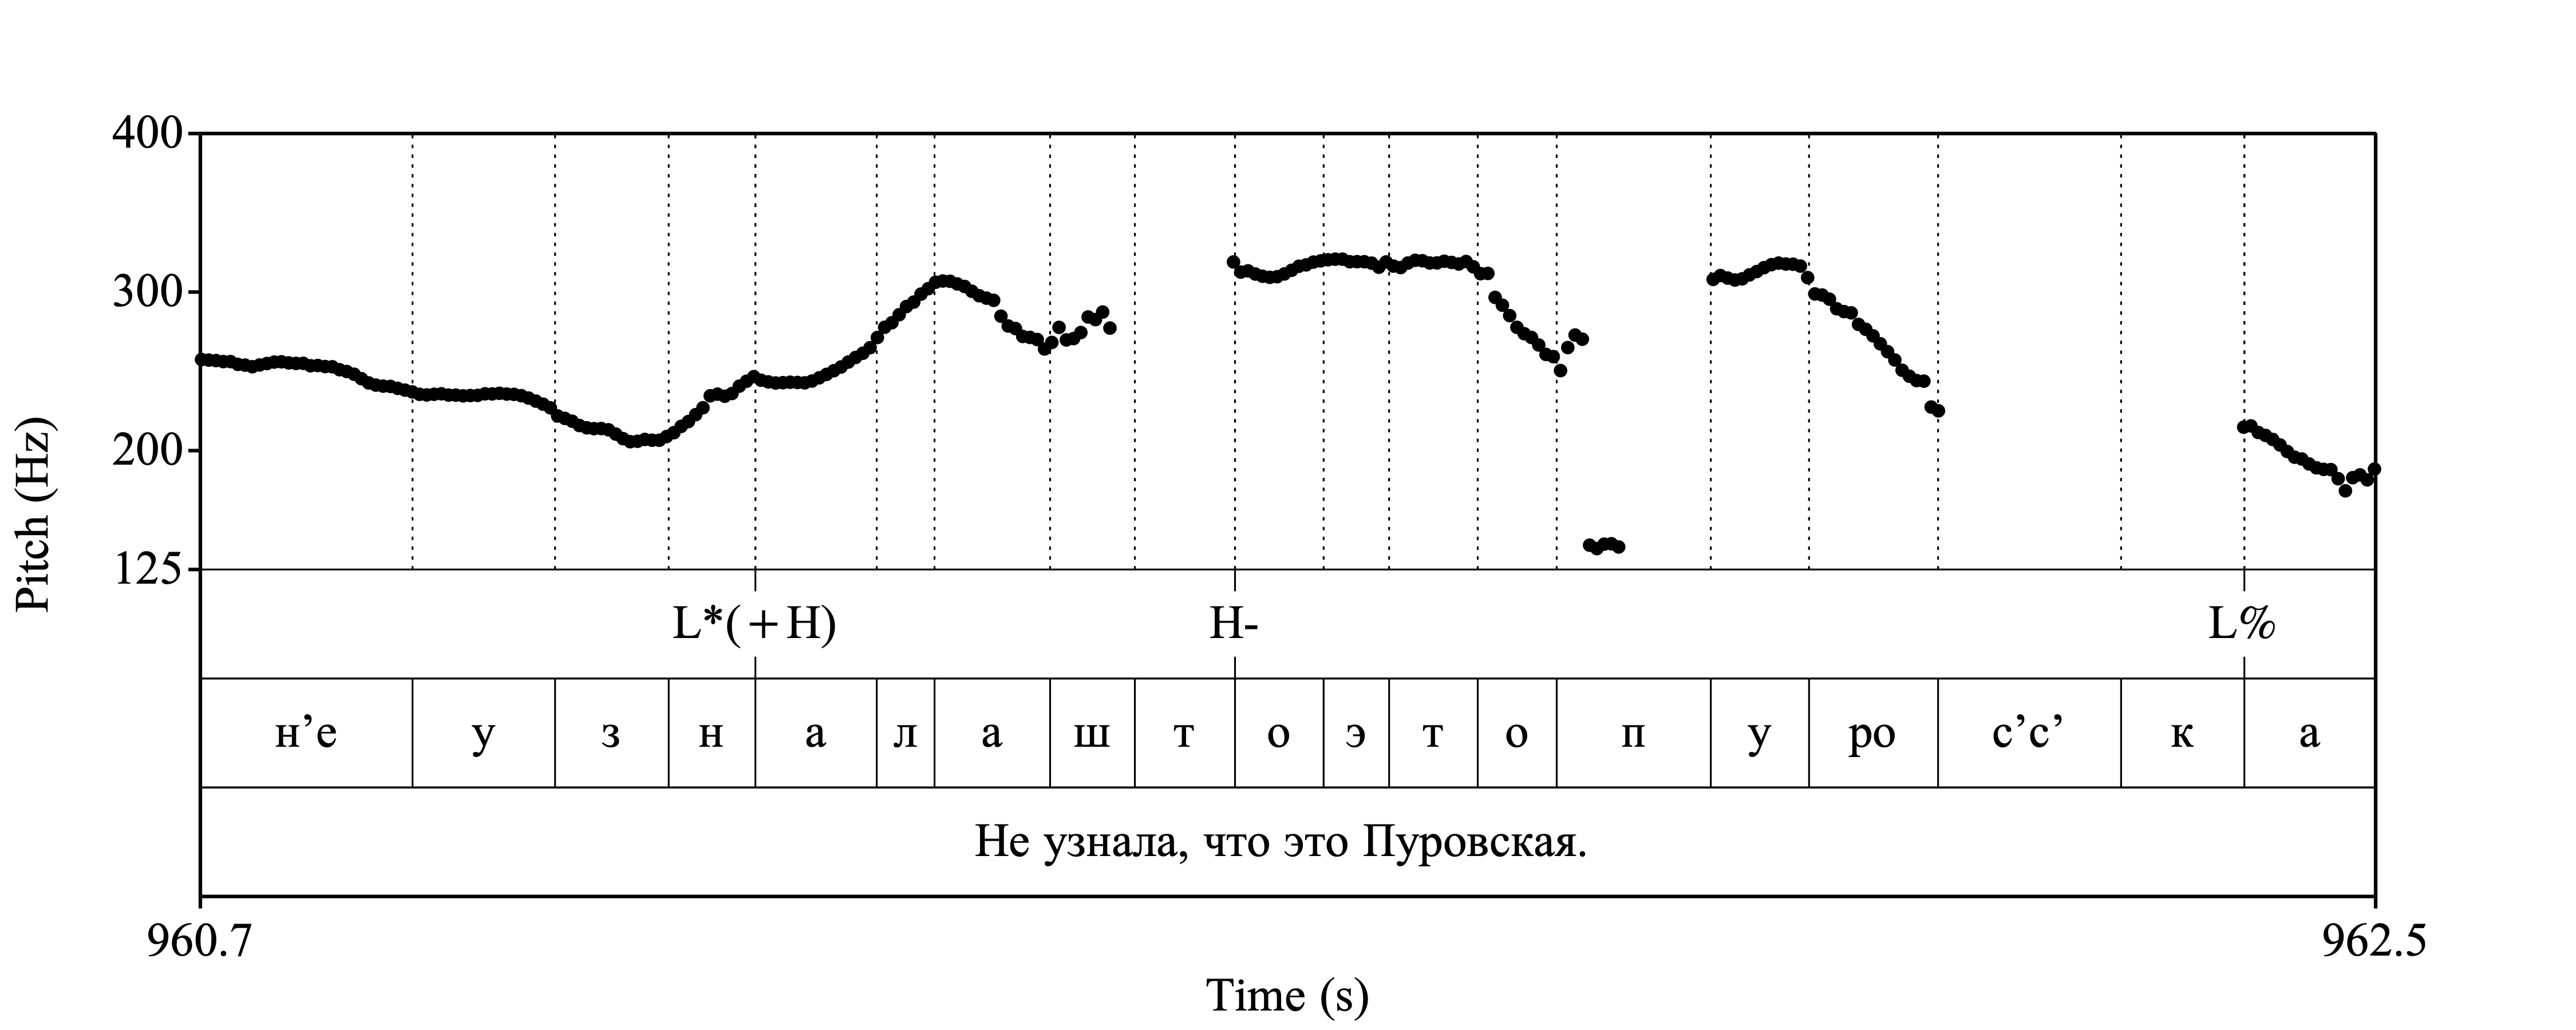 400
300
200
125
Pitch (Hz)
L*(+H) H- L%
н’е у з н а л а ш т о э т о п у ро с’с’ к а
Не узнала, что это Пуровская.
960.7 962.5
Time (s)